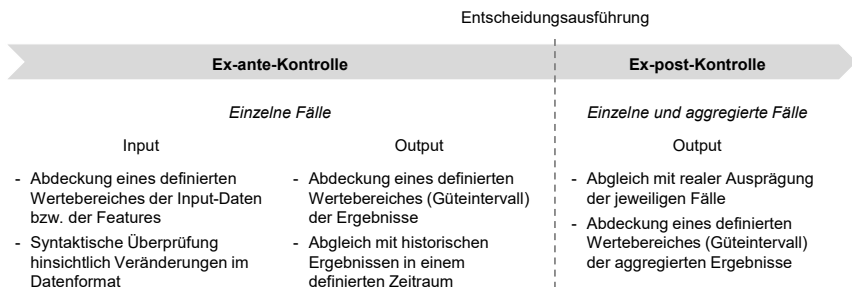 Entscheidungsausführung
Ex-ante-Kontrolle
Ex-post-Kontrolle
Einzelne Fälle
Einzelne und aggregierte Fälle
Input
Output
Output
- Abdeckung eines definierten
Wertebereiches der Input-Daten
bzw. der Features
- Syntaktische Überprüfung
hinsichtlich Veränderungen im
Datenformat
- Abdeckung eines definierten
Wertebereiches (Güteintervall)
der Ergebnisse
- Abgleich mit historischen
Ergebnissen in einem
definierten Zeitraum
- Abgleich mit realer Ausprägung
der jeweiligen Fälle
- Abdeckung eines definierten
Wertebereiches (Güteintervall)
der aggregierten Ergebnisse